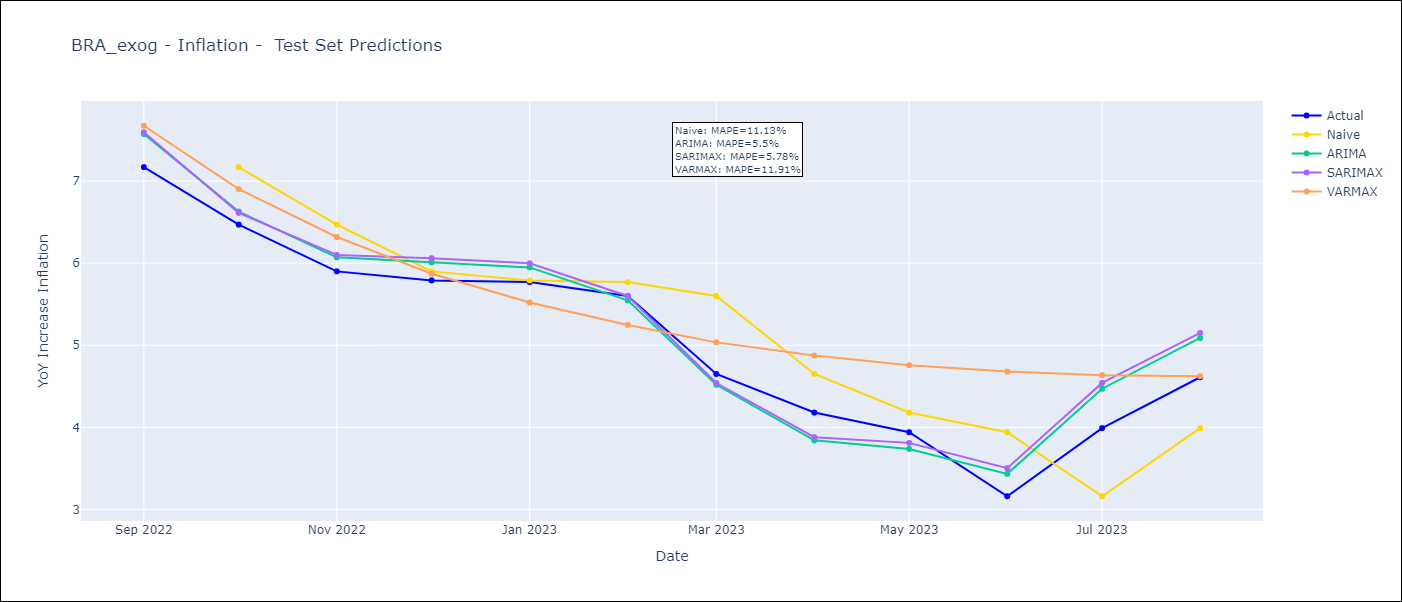 BRA_exog - Inflation -  Test Set Predictions
Naive: MAPE=11.13%
ARIMA: MAPE=5.5%
SARIMAX: MAPE=5.78%
VARMAX: MAPE=11.91%
Actual
Naive
ARIMA
SARIMAX
VARMAX
YoY Increase Inflation
7
6
5
4
3
Sep 2022
Nov 2022
Jan 2023
Mar 2023
May 2023
Jul 2023
Date